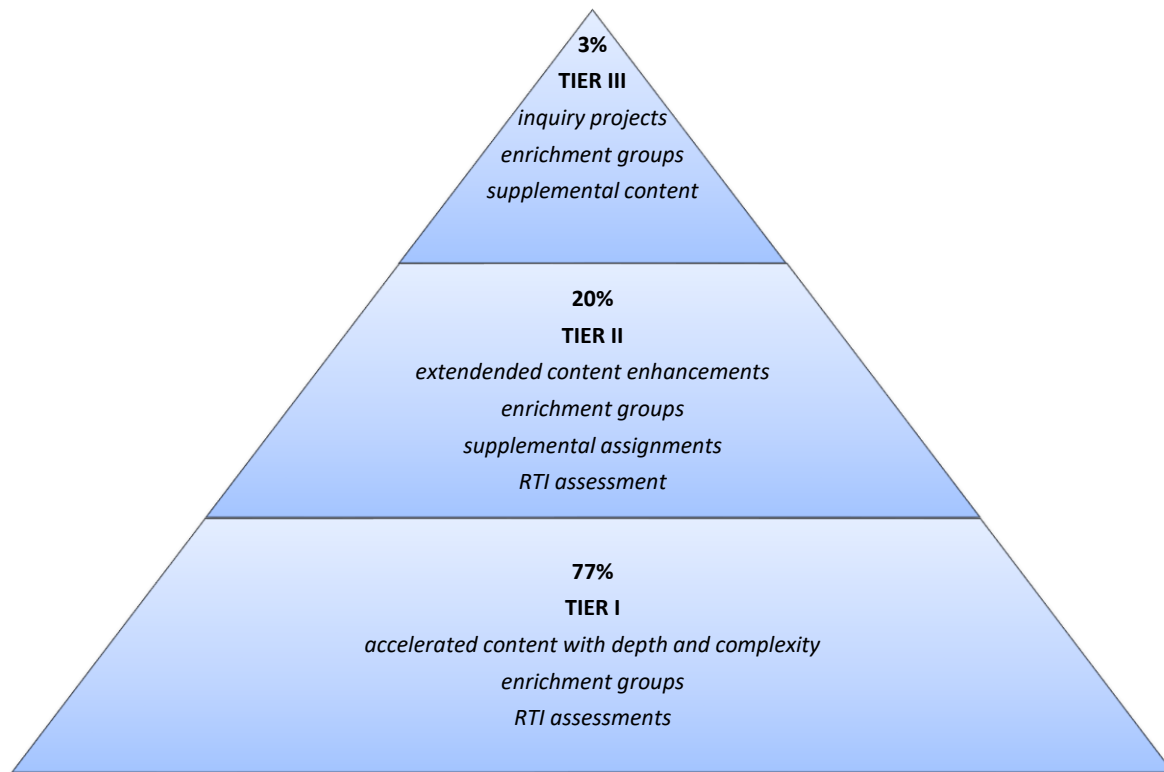 3%
TIER III
inquiry projects
enrichment groups
supplemental content
20%
TIER II
extendended content enhancements
enrichment groups
supplemental assignments
RTI assessment
77%
TIER I
accelerated content with depth and complexity
enrichment groups
RTI assessments